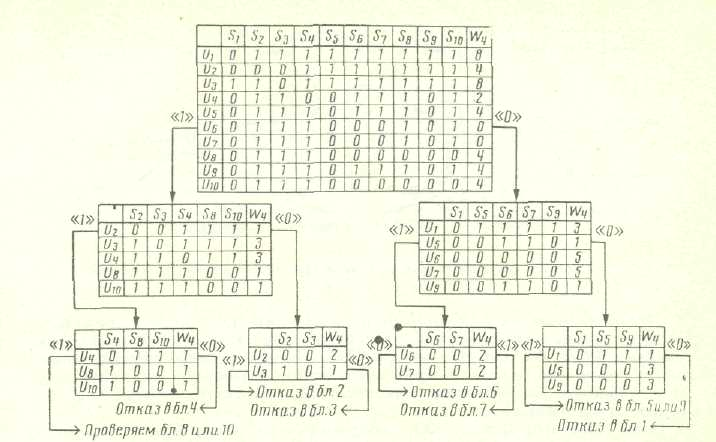 S1 S2 S3 S4 S5 S6 S7 S8 S9 S10 W4
U1 0 1 1 1 1 1 1 1 1 1 8
U2 0 0 0 1 1 1 1 1 1 1 4
U3 1 1 0 1 1 1 1 1 1 1 8
U4 0 1 1 0 0 1 1 1 0 1 2
U5 0 1 1 1 0 1 1 1 0 1 4
«1» «0»
U6 0 1 1 1 0 0 0 1 0 1 0
U7 0 1 1 1 0 0 0 1 0 1 0
U8 0 1 1 1 0 0 0 0 0 0 4
U9 0 1 1 1 0 1 1 1 0 1 4
U10 0 1 1 1 0 0 0 0 0 0 4
«1» S2 S3 S4 S8 S10 W4 «0»
U2 0 0 1 1 1 1
U3 1 0 1 1 1 3
U4 1 1 0 1 1 3
U8 1 1 1 0 0 1
U10 1 1 1 0 0 1
«1» S1 S5 S6 S7 S9 W4 «0»
U1 0 1 1 1 1 3
U5 0 0 1 1 0 1
U6 0 0 0 0 0 5
U7 0 0 0 0 0 5
U9 0 0 1 1 0 1
«1» S4 S8 S10 W4 «0»
U4 0 1 1 1
U8 1 0 0 1
U10 1 0 0 1
Отказ в бл 4
Проверяем бл. 8 или 10
«1» S2 S3 W4 «0»
U2 0 0 2
U3 1 0 1
Отказ в бл 2
Отказ в бл. 3
«0» S6 S7 W4 «1»
U6 0 0 2
U7 0 0 2
Отказ в бл. 6
Отказ в бл. 7
«1» S1 S5 S9 W4 «0»
U1 0 1 1 1
U5 0 0 0 3
U9 0 0 0 3
Отказ в бл. 5 или 9
Отказ в бл 1